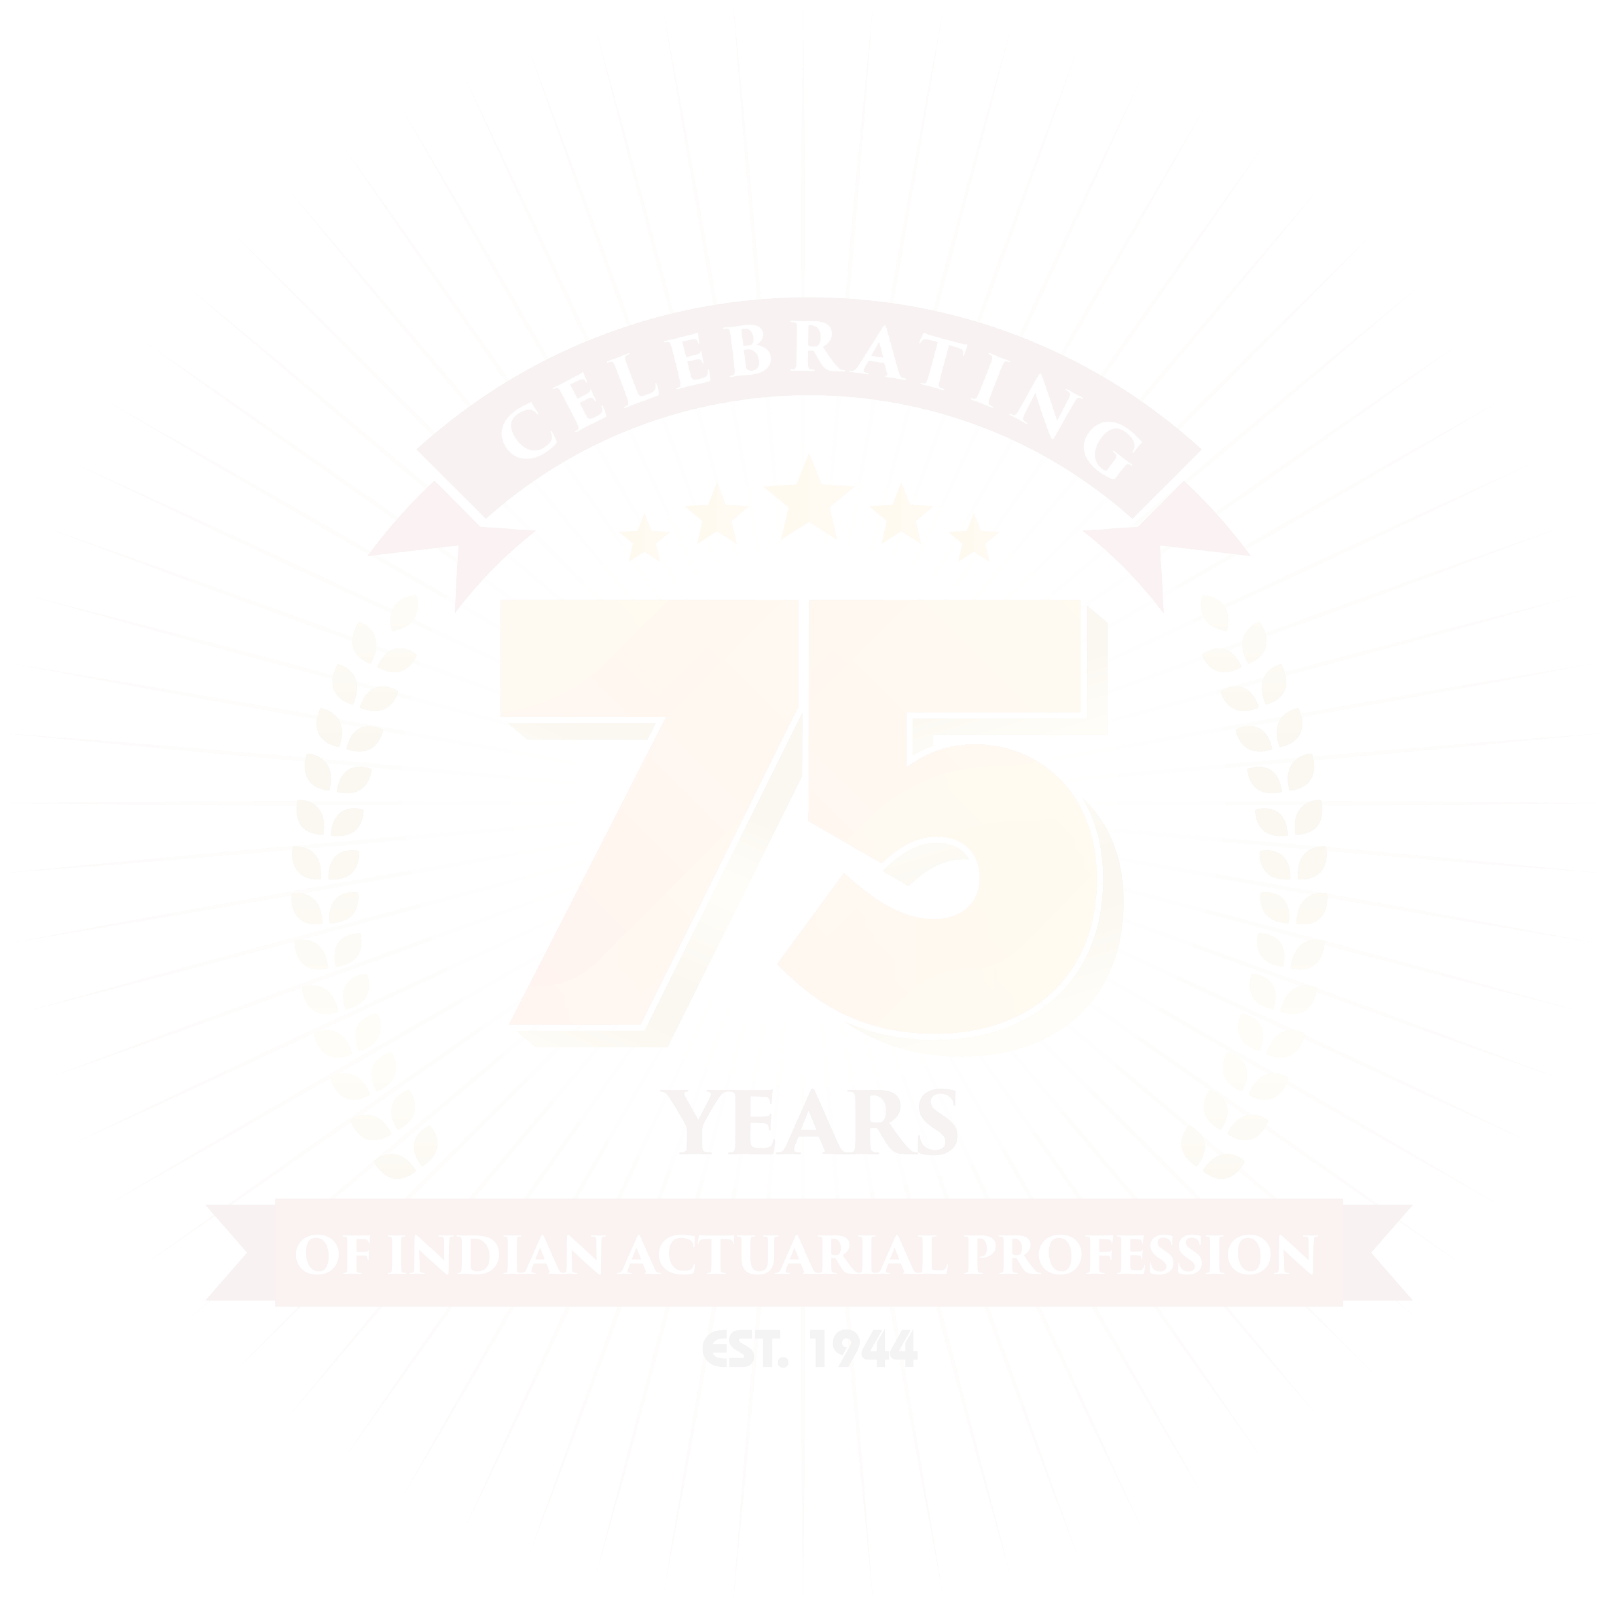 CELEBRATING
75
YEARS
OF INDIAN ACTUARIAL PROFESSION
EST. 1944